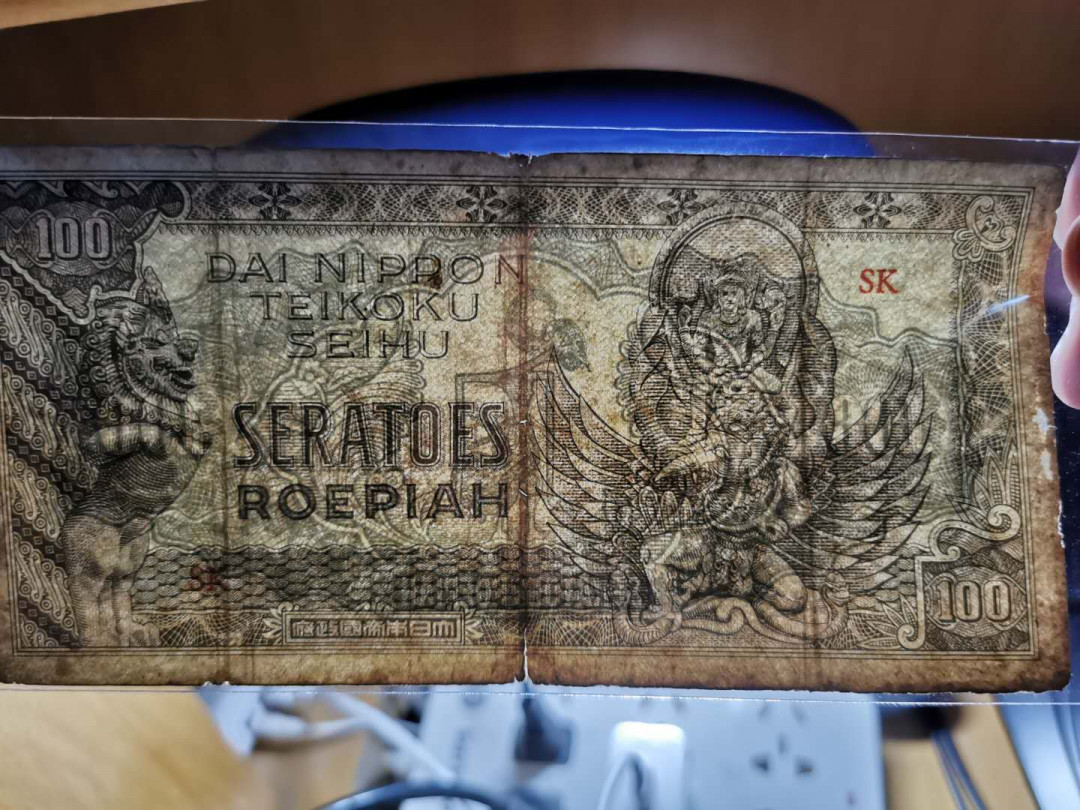 100
DAI NIPPON
TEIKOKU
SEIHU
SK
SERATOES
ROEPIAH
SK
府政國帝本日大
100